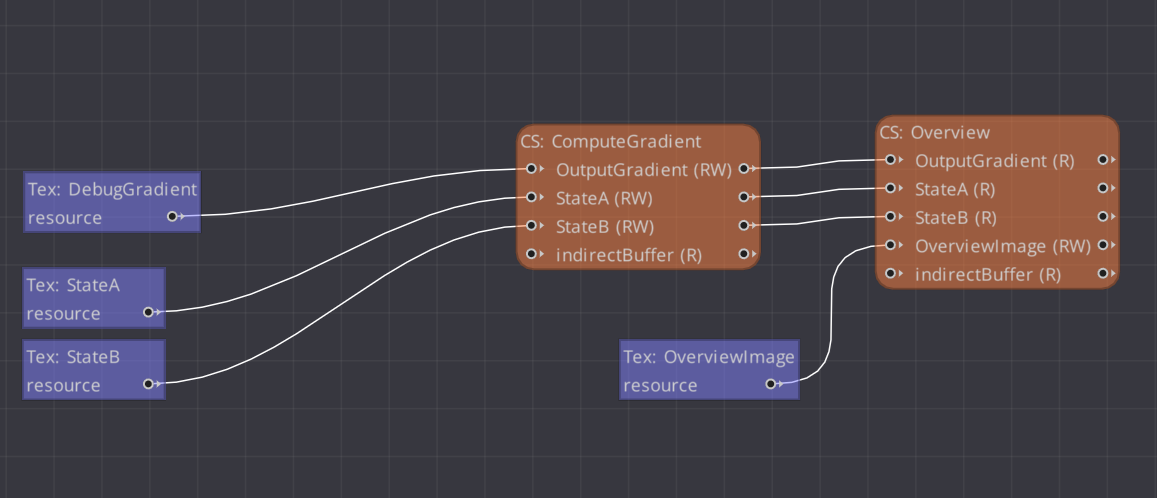 Tex: DebugGradient
resource
Tex: StateA
resource
Tex: StateB
resource
CS: ComputeGradient
OutputGradient (RW)
StateA (RW)
StateB (RW)
indirectBuffer (R)
Tex: OverviewImage
resource
CS: Overview
OutputGradient (R)
StateA (R)
StateB (R)
OverviewImage (RW)
indirectBuffer (R)